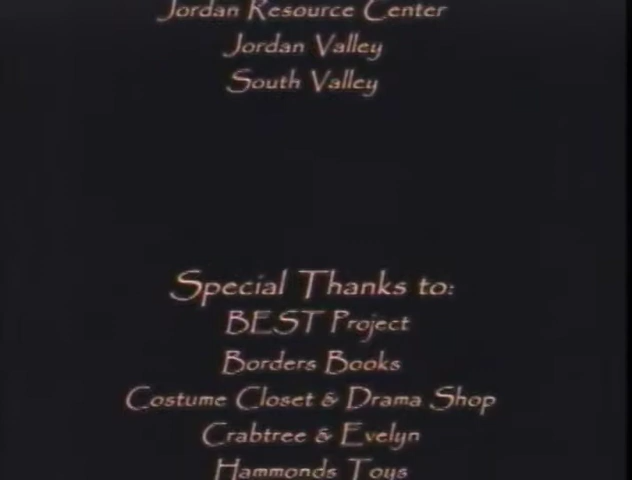 Jordan Resource Center
Jordan Valley
South Valley
Special Thanks to:
BEST Project
Borders Books
Costume Closet & Drama Shop
Crabtree & Evelyn
Hammonds Toys